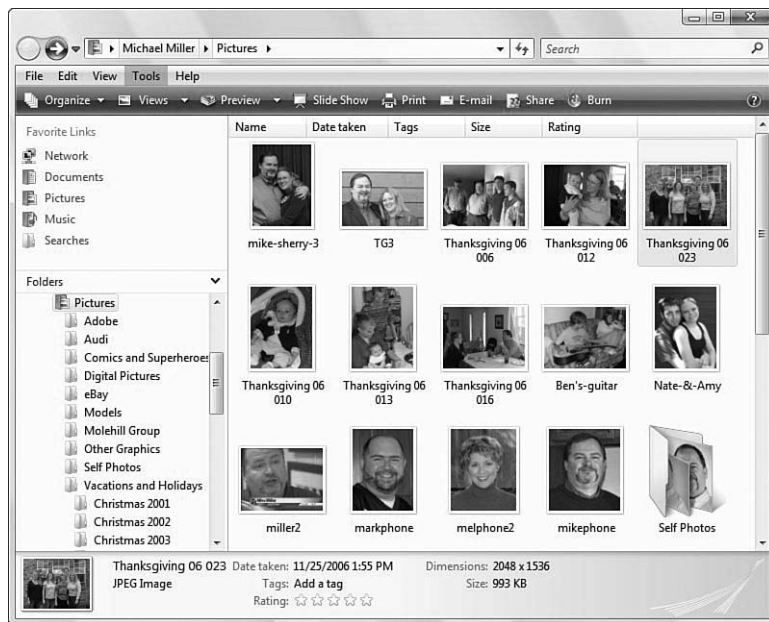 Michael Miller Pictures
Search
File Edit View Tools Help
Organize Views Preview Slide Show Print E-mail Share Burn
Favorite Links
Network
Documents
Pictures
Music
Searches
Folders
Pictures
Adobe
Audi
Comics and Superheroes
Digital Pictures
eBay
Models
Molehill Group
Other Graphics
Self Photos
Vacations and Holidays
Christmas 2001
Christmas 2002
Christmas 2003
Name Date taken Tags Size Rating
mike-sherry-3 TG3 Thanksgiving 06 Thanksgiving 06 Thanksgiving 06
006 012 023
Thanksgiving 06 Thanksgiving 06 Thanksgiving 06 Ben's-guitar Nate-&-Amy
010 013 016
miller2 markphone melphone2 mikephone Self Photos
Thanksgiving 06 023 Date taken: 11/25/2006 1:55 PM Dimensions: 2048 x 1536
JPEG Image Tags: Add a tag Size: 993 KB
Rating: